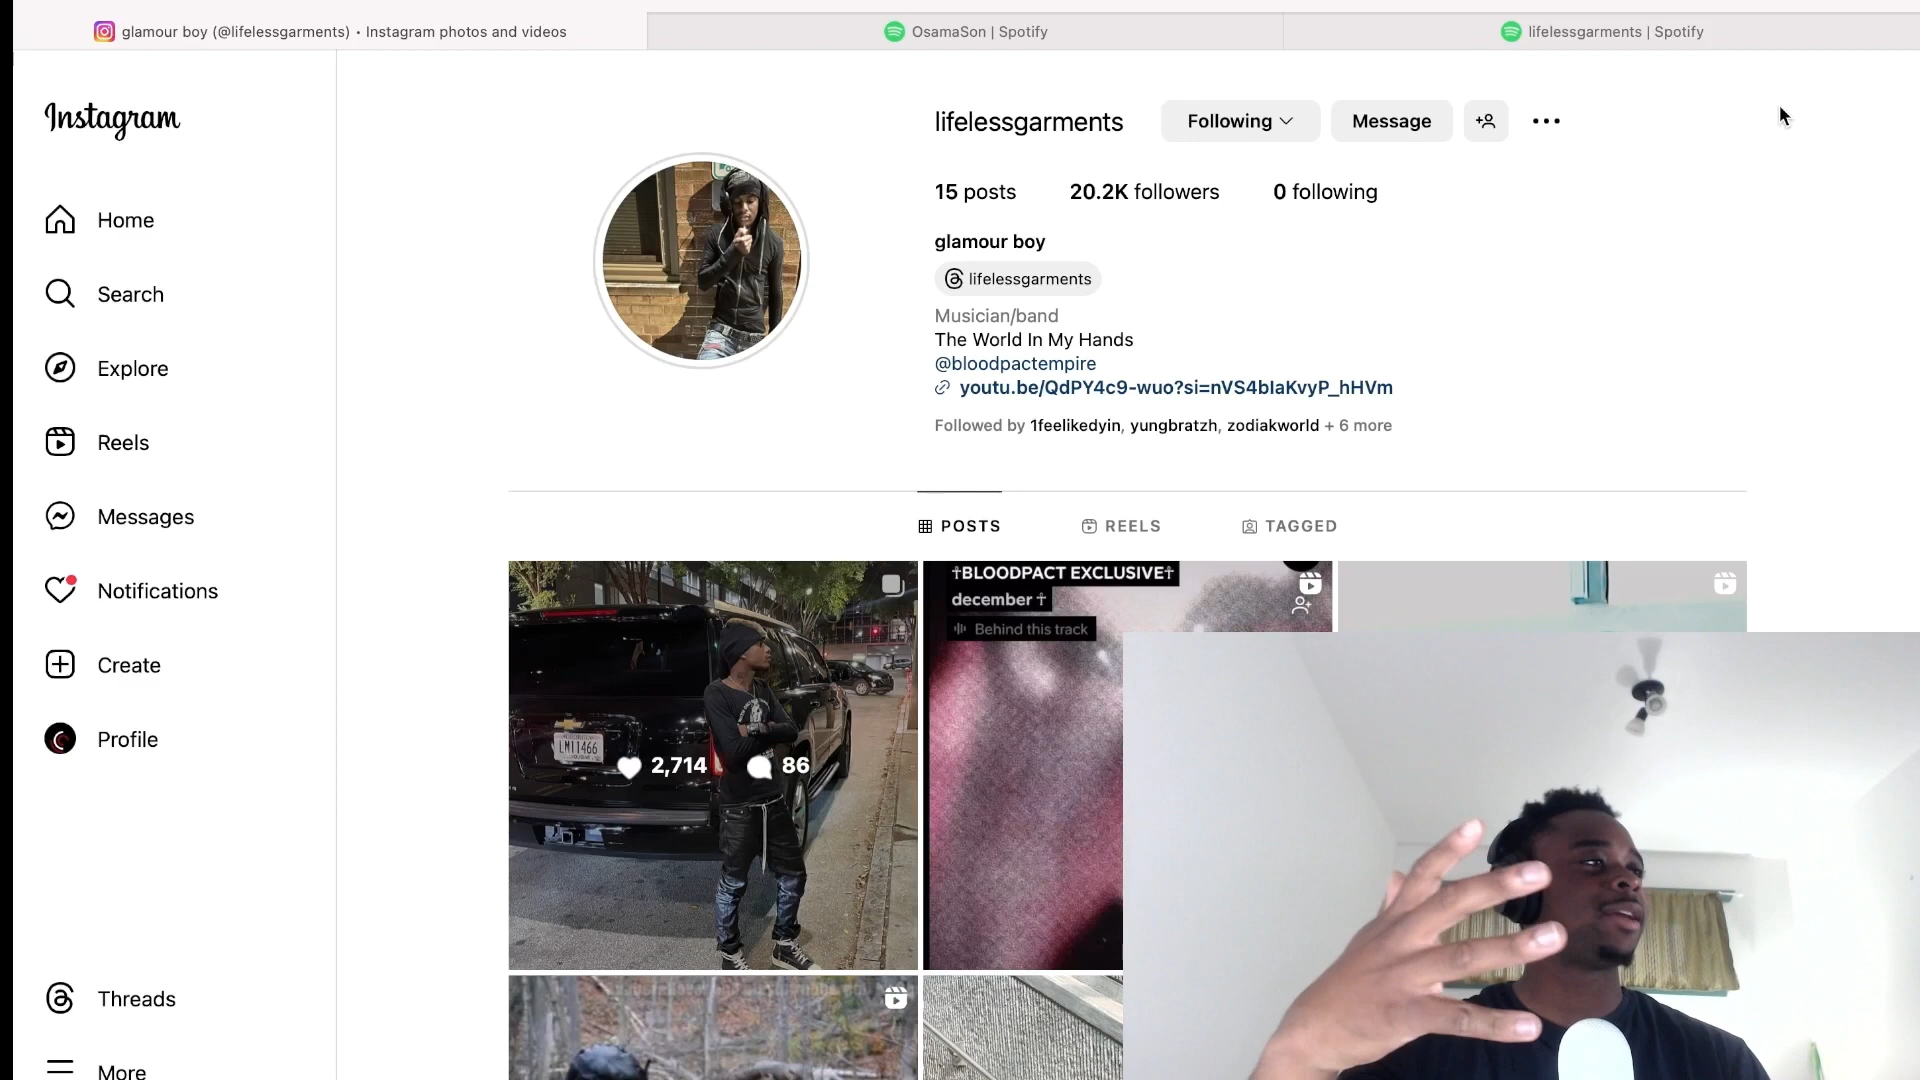 glamour boy (@lifelessgarments) • Instagram photos and videos
OsamaSon | Spotify
lifelessgarments | Spotify
Instagram
Home
Search
Explore
Reels
Messages
Notifications
Create
Profile
Threads
More
lifelessgarments
Following
Message
15 posts
20.2K followers
0 following
glamour boy
lifelessgarments
Musician/band
The World In My Hands
@bloodpactempire
youtu.be/QdPY4c9-wuo?si=nVS4bIaKvyP_hHVm
Followed by 1feelikedyin, yungbratzh, zodiakworld + 6 more
POSTS
REELS
TAGGED
LM11466
2,714
86
☥BLOODPACT EXCLUSIVE☥
december ☥
Behind this track